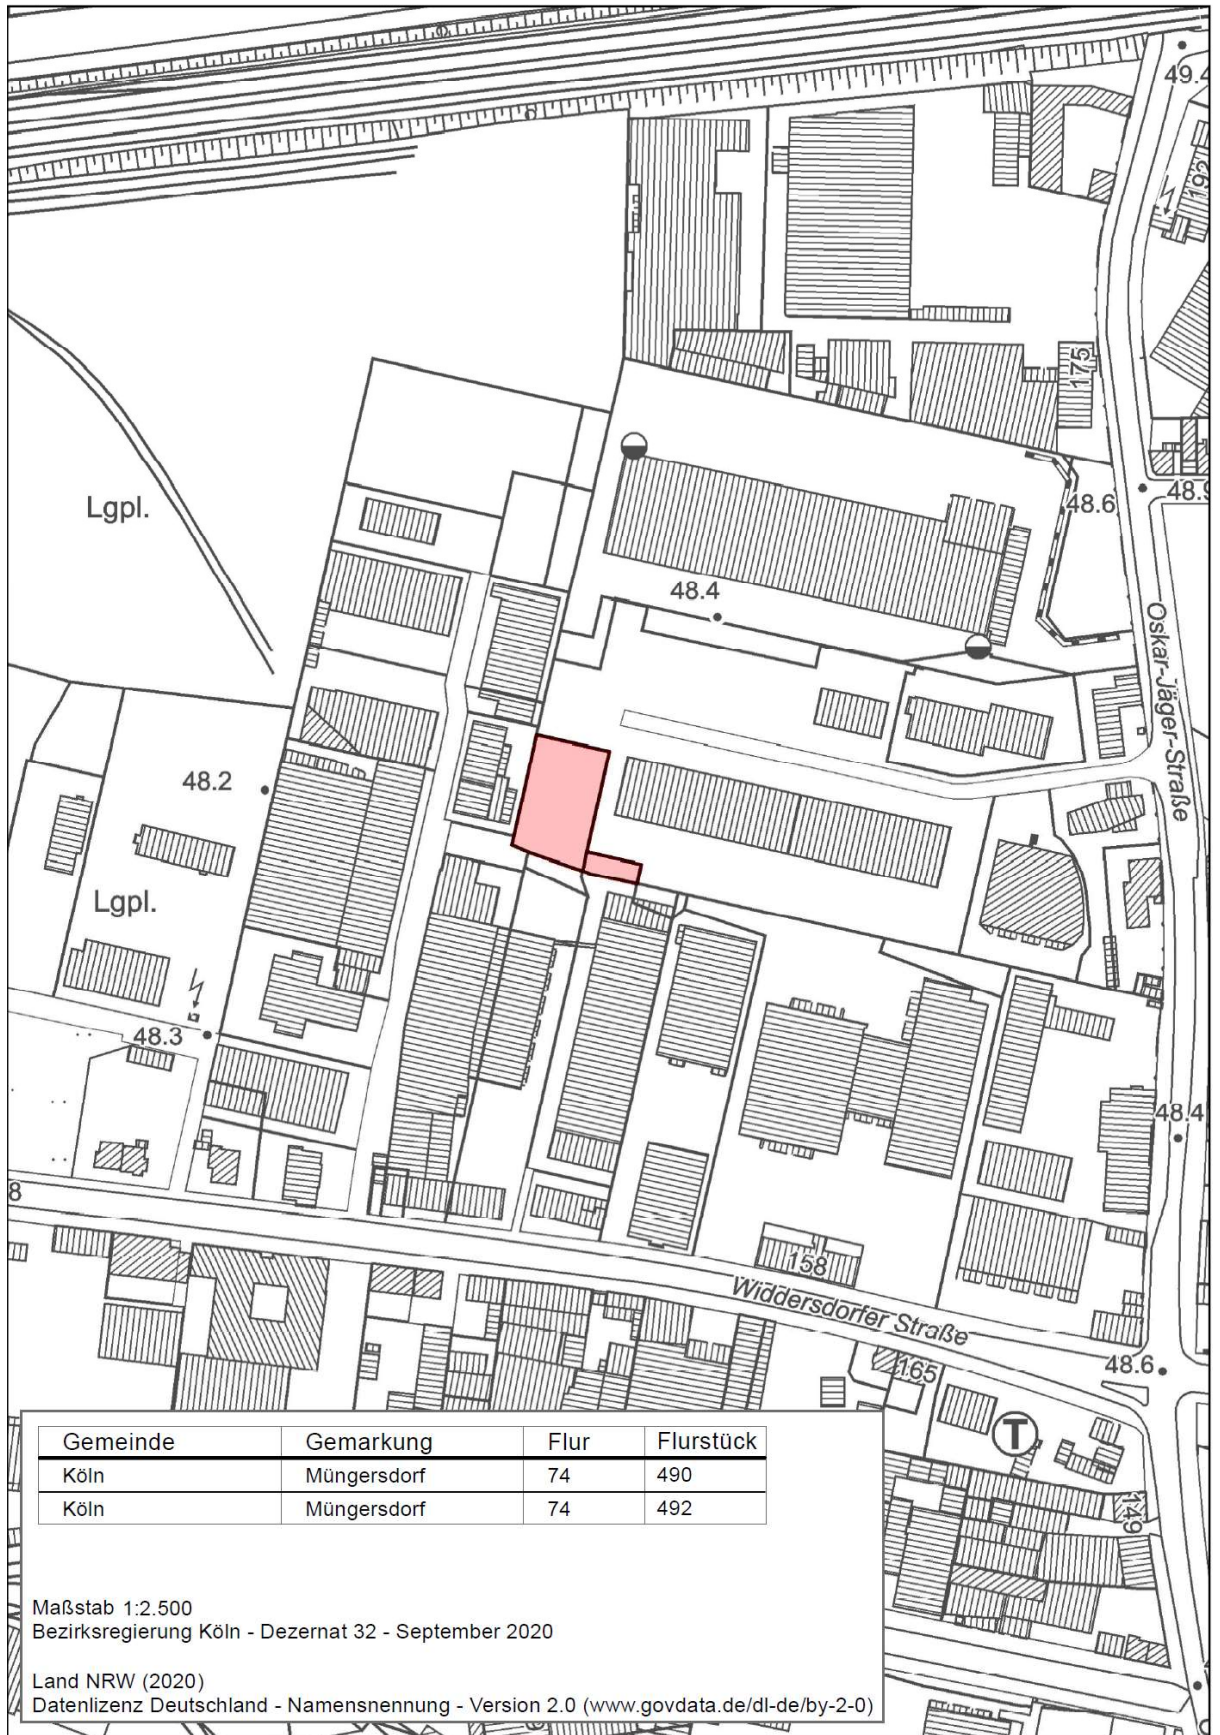 49.4
192
175
Lgpl.
48.6
48.9
48.4
Oskar-Jäger-Straße
48.2
Lgpl.
48.3
48.4
8
158
Widdersdorfer Straße
48.6
165
T
149
Gemeinde Gemarkung Flur Flurstück
Köln Müngersdorf 74 490
Köln Müngersdorf 74 492
Maßstab 1:2.500
Bezirksregierung Köln - Dezernat 32 - September 2020
Land NRW (2020)
Datenlizenz Deutschland - Namensnennung - Version 2.0 (www.govdata.de/dl-de/by-2-0)